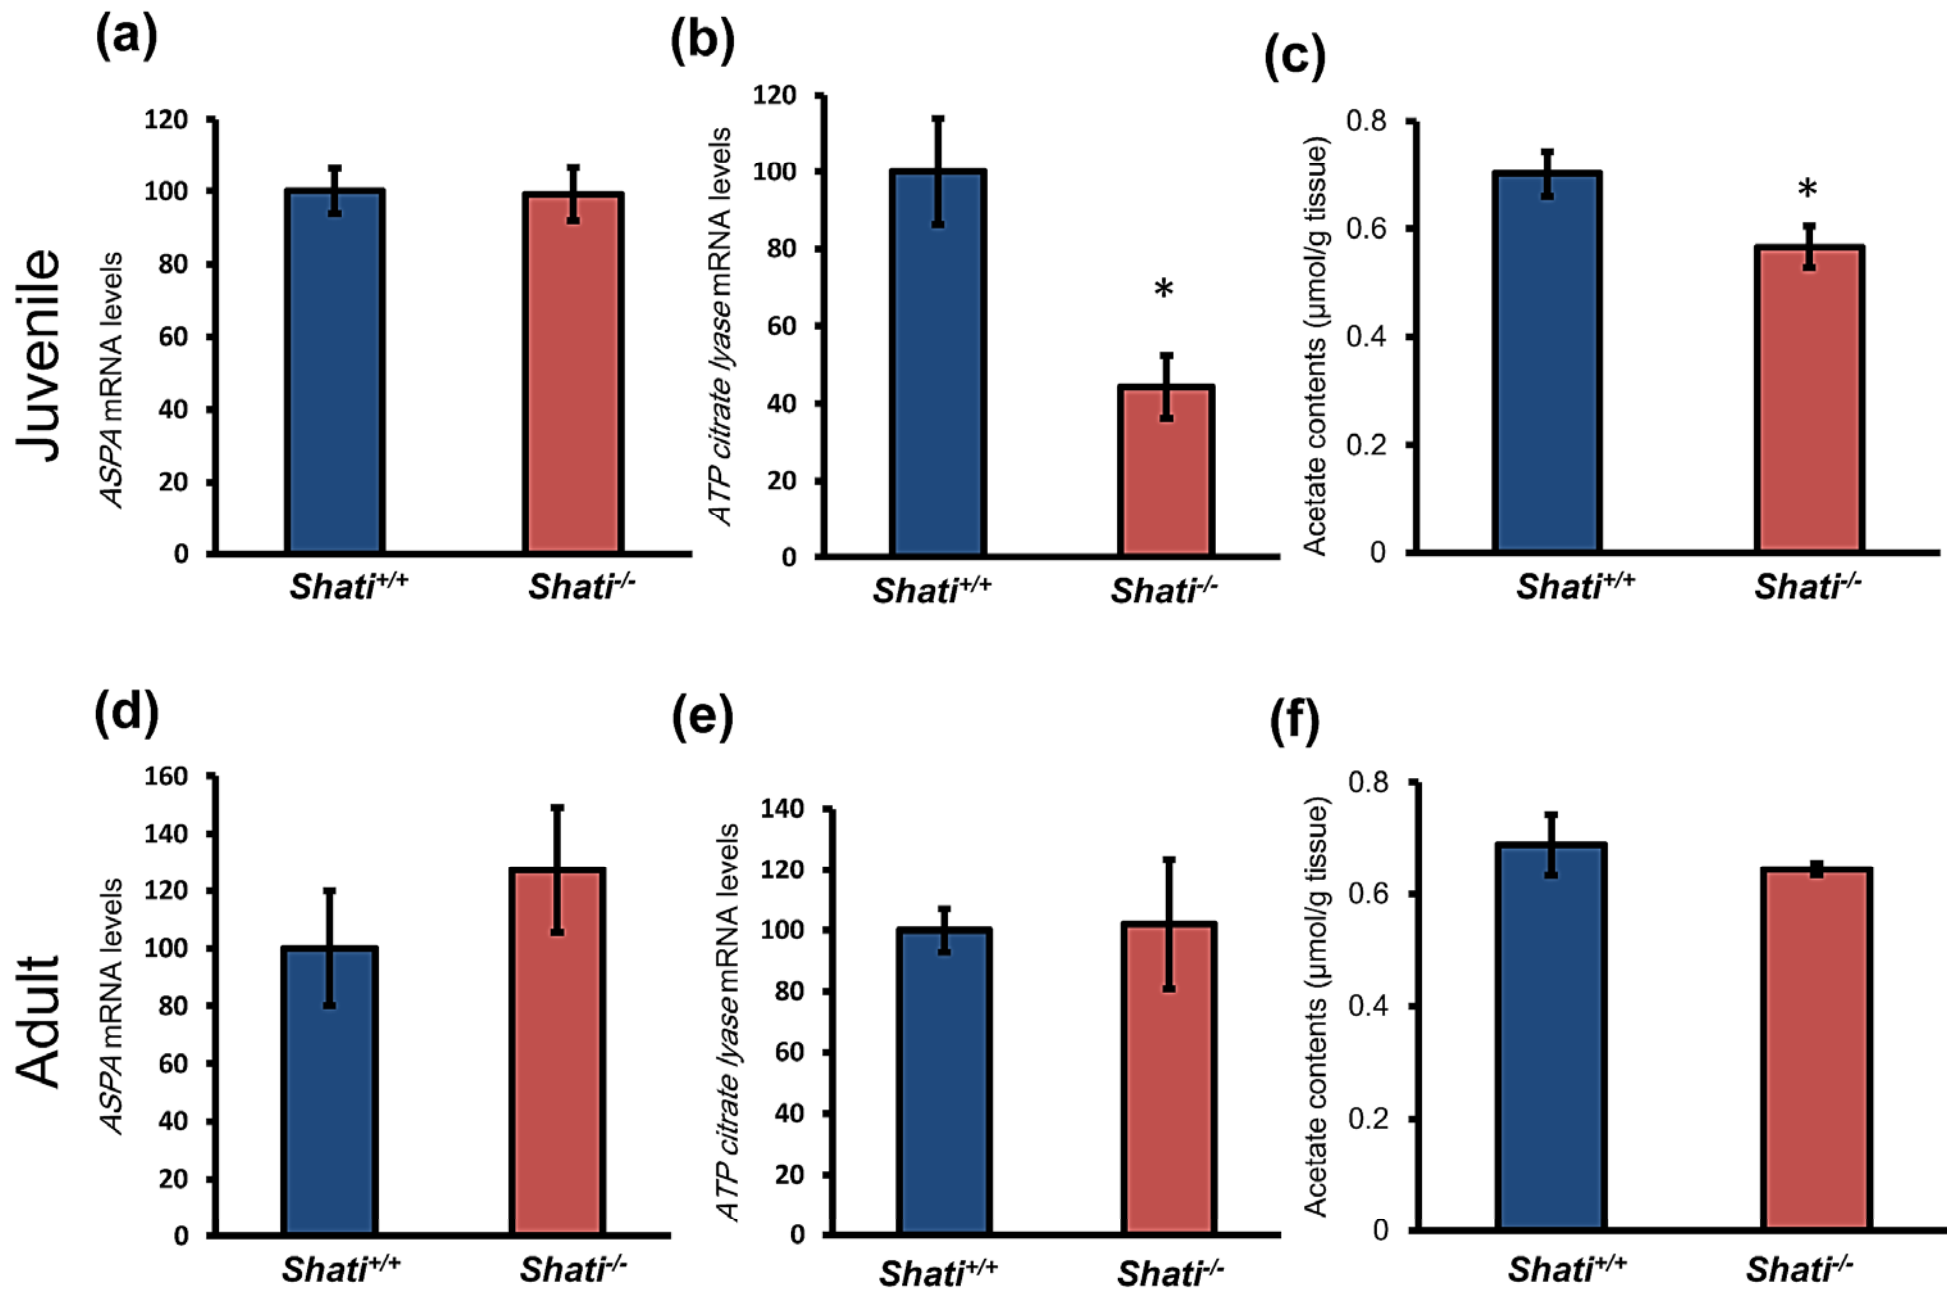 Juvenile
(a)
ASPA mRNA levels
120
100
80
60
40
20
0
Shati+/+
Shati-/-
(b)
ATP citrate lyase mRNA levels
120
100
80
60
40
20
0
*
Shati+/+
Shati-/-
(c)
Acetate contents (μmol/g tissue)
0.8
0.6
0.4
0.2
0
*
Shati+/+
Shati-/-
Adult
(d)
ASPA mRNA levels
160
140
120
100
80
60
40
20
0
Shati+/+
Shati-/-
(e)
ATP citrate lyase mRNA levels
140
120
100
80
60
40
20
0
Shati+/+
Shati-/-
(f)
Acetate contents (μmol/g tissue)
0.8
0.6
0.4
0.2
0
Shati+/+
Shati-/-